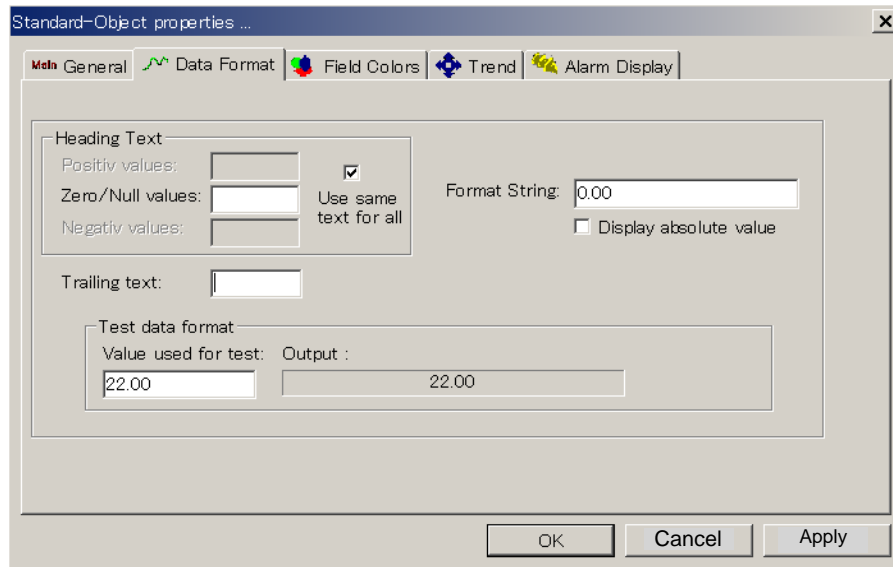 Standard-Object properties ...
Main General Data Format Field Colors Trend Alarm Display
Heading Text
Positiv values:
Zero/Null values:
Negativ values:
Use same
text for all
Format String: 0.00
Display absolute value
Trailing text:
Test data format
Value used for test: Output :
22.00 22.00
OK Cancel Apply